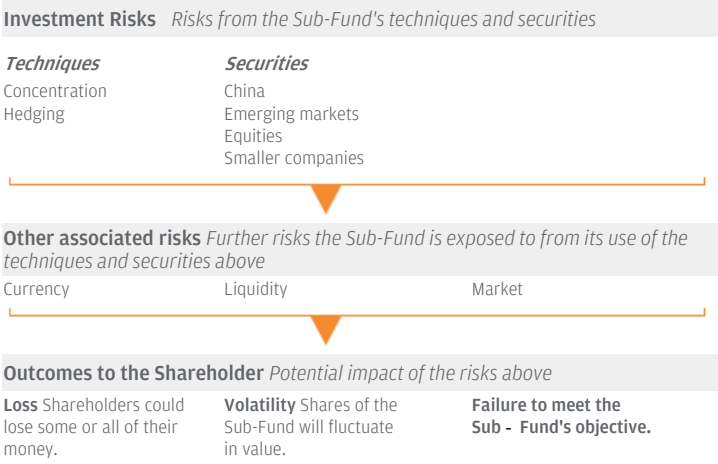 Investment Risks Risks from the Sub-Fund's techniques and securities
Techniques Securities
Concentration China
Hedging Emerging markets
Equities
Smaller companies
Other associated risks Further risks the Sub-Fund is exposed to from its use of the
techniques and securities above
Currency Liquidity Market
Outcomes to the Shareholder Potential impact of the risks above
Loss Shareholders could
lose some or all of their
money.
Volatility Shares of the
Sub-Fund will fluctuate
in value.
Failure to meet the
Sub - Fund's objective.